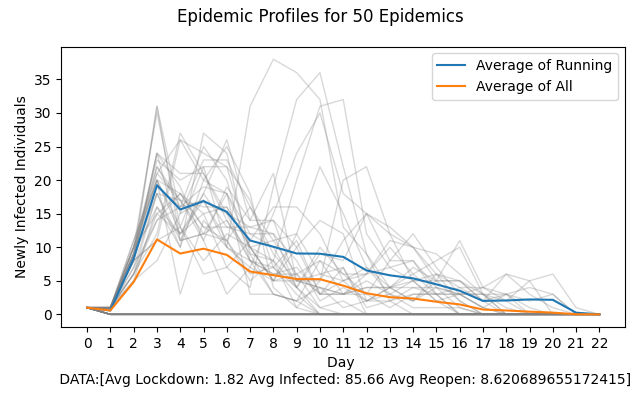 Epidemic Profiles for 50 Epidemics
Average of Running
Average of All
Newly Infected Individuals
35
30
25
20
15
10
5
0
0 1 2 3 4 5 6 7 8 9 10 11 12 13 14 15 16 17 18 19 20 21 22
Day
DATA:[Avg Lockdown: 1.82 Avg Infected: 85.66 Avg Reopen: 8.620689655172415]